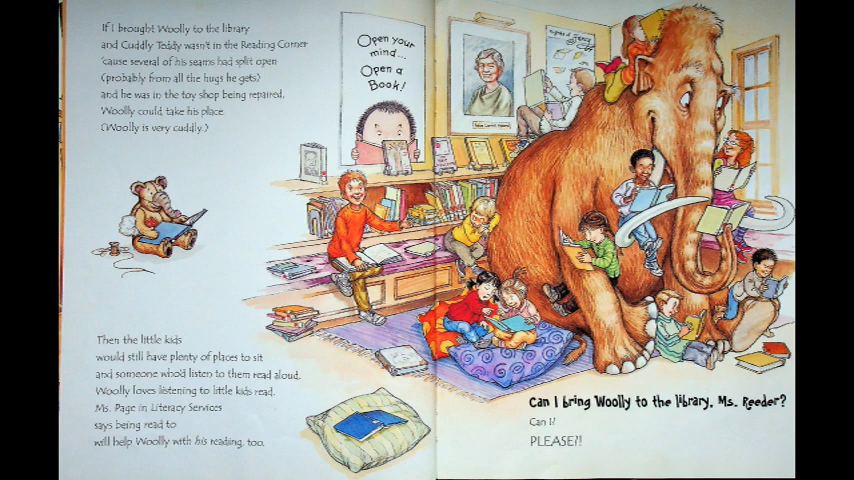 If I brought Woolly to the library
and Cuddly Teddy wasn't in the Reading Corner
'cause several of his seams had split open
(probably from all the hugs he gets)
and he was in the toy shop being repaired,
Woolly could take his place.
(Woolly is very cuddly.)
Then the little kids
would still have plenty of places to sit
and someone who'd listen to them read aloud.
Woolly loves listening to little kids read.
Ms. Page in Literacy Services
says being read to
will help Woolly with his reading, too.
Open your
mind...
Open a
Book!
Can I bring Woolly to the library, Ms. Reeder?
Can I?
PLEASE?!